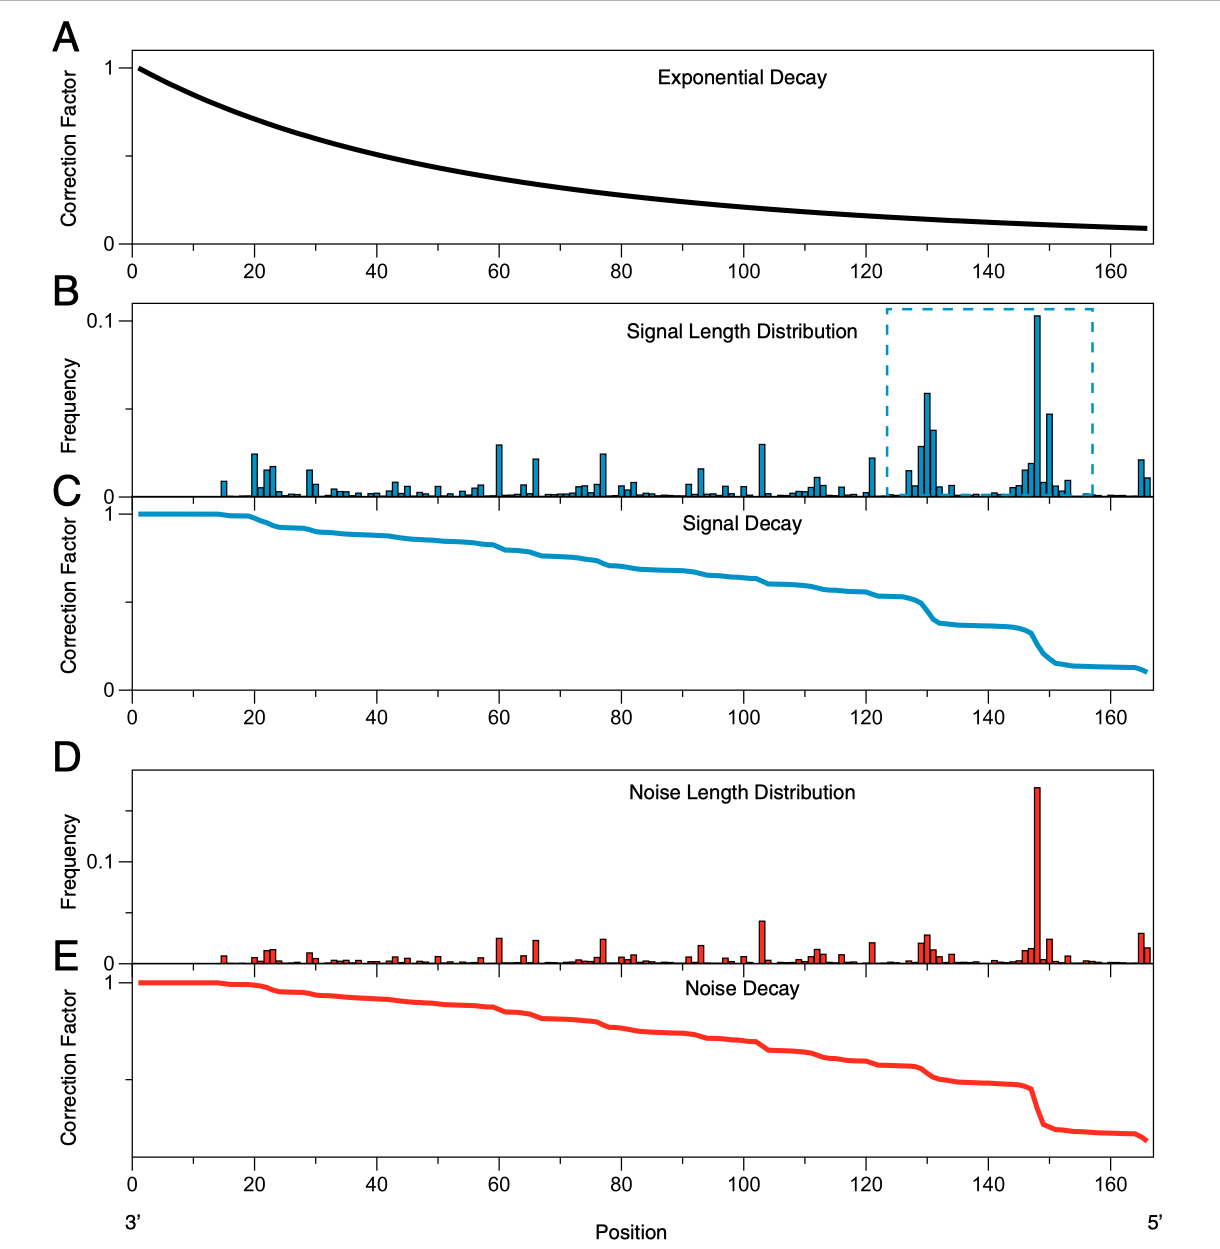 A
Exponential Decay
Correction Factor
1
0
0 20 40 60 80 100 120 140 160
B
Signal Length Distribution
Frequency
0.1
0
C
Signal Decay
Correction Factor
1
0
0 20 40 60 80 100 120 140 160
D
Noise Length Distribution
Frequency
0.1
0
E
Noise Decay
Correction Factor
1
0 20 40 60 80 100 120 140 160
3’ 5’
Position